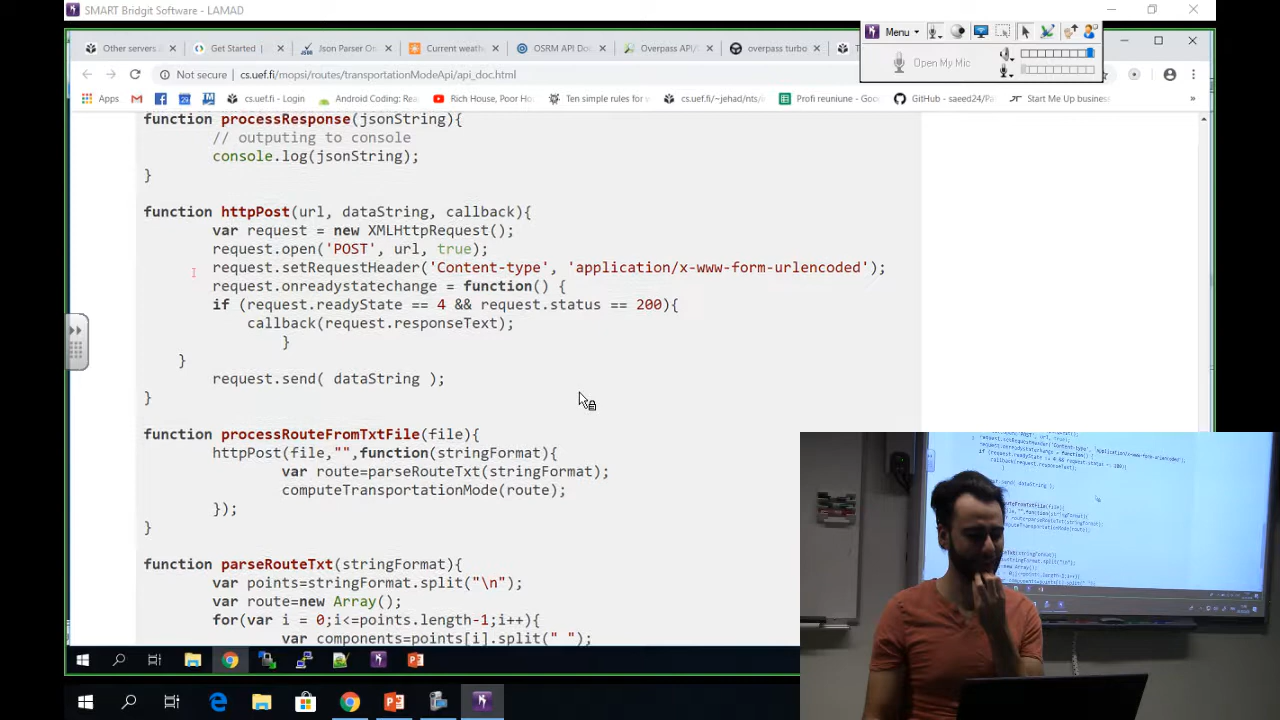 SMART Bridgit Software - LAMAD
Menu
Open My Mic
Other servers
Get Started |
Json Parser On
Current weath
OSRM API Doc
Overpass API/
overpass turbo
Not secure | cs.uef.fi/mopsi/routes/transportationModeApi/api_doc.html
Apps
cs.uef.fi - Login
Android Coding: Rea
Rich House, Poor Ho
Ten simple rules for w
cs.uef.fi/~jehad/nts/
Profi reuniune - Goo
GitHub - saeed24/Pa
Start Me Up busines
»
function processResponse(jsonString){
// outputing to console
console.log(jsonString);
}
function httpPost(url, dataString, callback){
var request = new XMLHttpRequest();
request.open('POST', url, true);
request.setRequestHeader('Content-type', 'application/x-www-form-urlencoded');
request.onreadystatechange = function() {
if (request.readyState == 4 && request.status == 200){
callback(request.responseText);
}
}
request.send( dataString );
}
function processRouteFromTxtFile(file){
httpPost(file,"",function(stringFormat){
var route=parseRouteTxt(stringFormat);
computeTransportationMode(route);
});
}
function parseRouteTxt(stringFormat){
var points=stringFormat.split("\n");
var route=new Array();
for(var i = 0;i<=points.length-1;i++){
var components=points[i].split(" ");